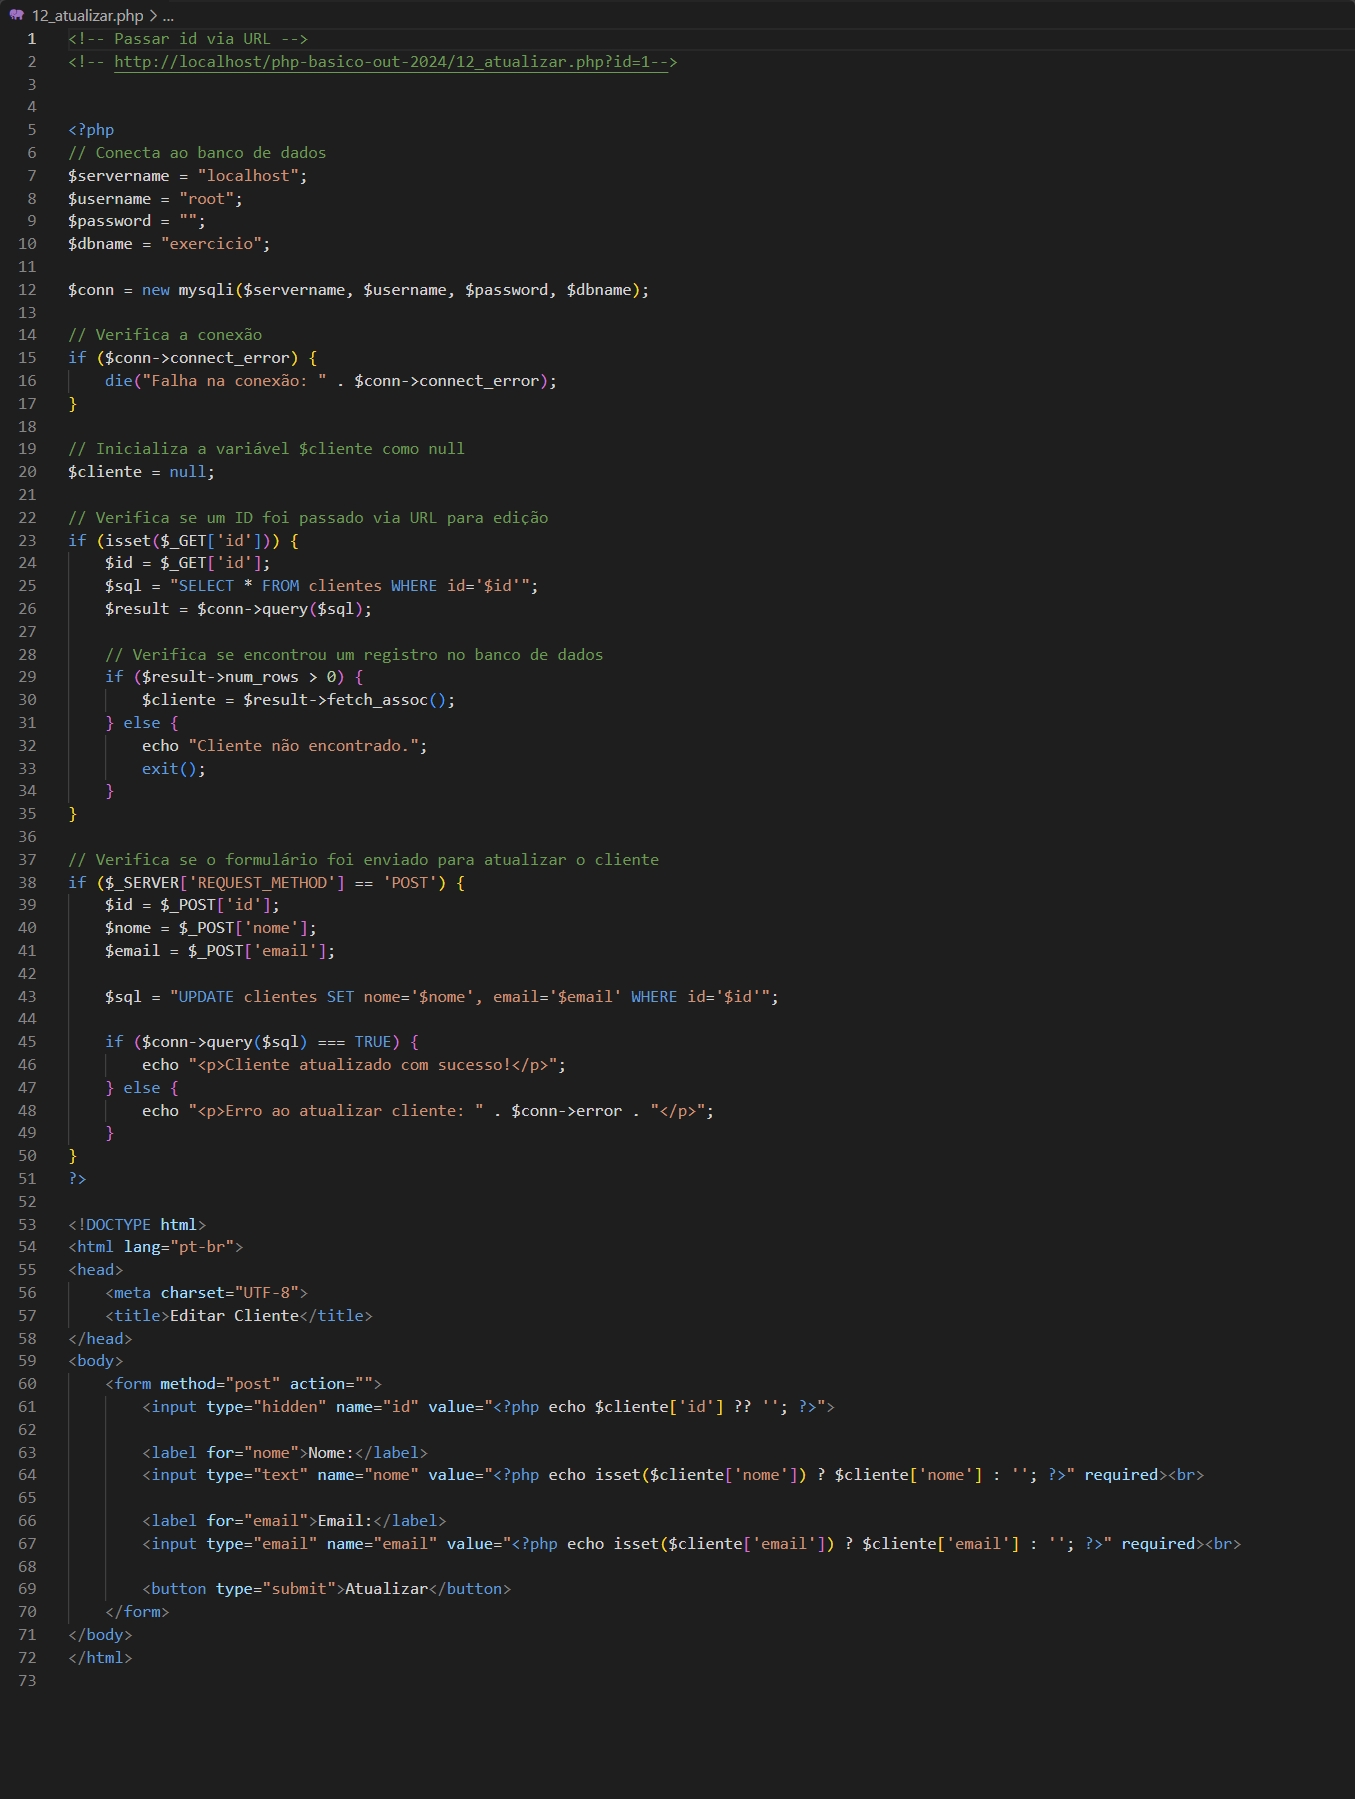 12_atualizar.php > ...
1 <!-- Passar id via URL -->
2 <!-- http://localhost/php-basico-out-2024/12_atualizar.php?id=1-->
3
4
5 <?php
6 // Conecta ao banco de dados
7 $servername = "localhost";
8 $username = "root";
9 $password = "";
10 $dbname = "exercicio";
11
12 $conn = new mysqli($servername, $username, $password, $dbname);
13
14 // Verifica a conexão
15 if ($conn->connect_error) {
16     die("Falha na conexão: " . $conn->connect_error);
17 }
18
19 // Inicializa a variável $cliente como null
20 $cliente = null;
21
22 // Verifica se um ID foi passado via URL para edição
23 if (isset($_GET['id'])) {
24     $id = $_GET['id'];
25     $sql = "SELECT * FROM clientes WHERE id='$id'";
26     $result = $conn->query($sql);
27
28     // Verifica se encontrou um registro no banco de dados
29     if ($result->num_rows > 0) {
30         $cliente = $result->fetch_assoc();
31     } else {
32         echo "Cliente não encontrado.";
33         exit();
34     }
35 }
36
37 // Verifica se o formulário foi enviado para atualizar o cliente
38 if ($_SERVER['REQUEST_METHOD'] == 'POST') {
39     $id = $_POST['id'];
40     $nome = $_POST['nome'];
41     $email = $_POST['email'];
42
43     $sql = "UPDATE clientes SET nome='$nome', email='$email' WHERE id='$id'";
44
45     if ($conn->query($sql) === TRUE) {
46         echo "<p>Cliente atualizado com sucesso!</p>";
47     } else {
48         echo "<p>Erro ao atualizar cliente: " . $conn->error . "</p>";
49     }
50 }
51 ?>
52
53 <!DOCTYPE html>
54 <html lang="pt-br">
55 <head>
56     <meta charset="UTF-8">
57     <title>Editar Cliente</title>
58 </head>
59 <body>
60     <form method="post" action="">
61         <input type="hidden" name="id" value="<?php echo $cliente['id'] ?? ''; ?>">
62
63         <label for="nome">Nome:</label>
64         <input type="text" name="nome" value="<?php echo isset($cliente['nome']) ? $cliente['nome'] : ''; ?>" required><br>
65
66         <label for="email">Email:</label>
67         <input type="email" name="email" value="<?php echo isset($cliente['email']) ? $cliente['email'] : ''; ?>" required><br>
68
69         <button type="submit">Atualizar</button>
70     </form>
71 </body>
72 </html>
73